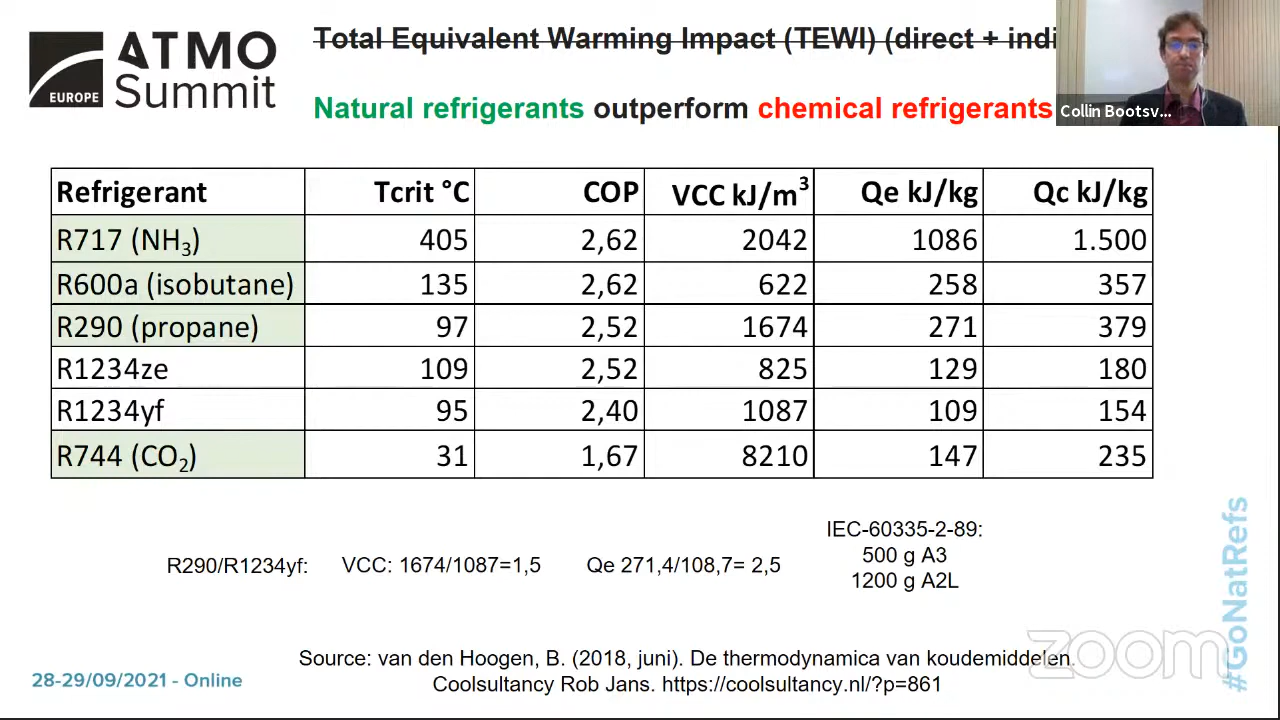 ATMO
EUROPE Summit
Total Equivalent Warming Impact (TEWI) (direct +
Natural refrigerants outperform chemical refrigerants
Collin Bootsv...
Refrigerant Tcrit °C COP VCC kJ/m³ Qe kJ/kg Qc kJ/kg
R717 (NH₃) 405 2,62 2042 1086 1.500
R600a (isobutane) 135 2,62 622 258 357
R290 (propane) 97 2,52 1674 271 379
R1234ze 109 2,52 825 129 180
R1234yf 95 2,40 1087 109 154
R744 (CO₂) 31 1,67 8210 147 235
R290/R1234yf: VCC: 1674/1087=1,5 Qe 271,4/108,7= 2,5
IEC-60335-2-89:
500 g A3
1200 g A2L
Source: van den Hoogen, B. (2018, juni). De thermodynamica van koudemiddelen.
Coolsultancy Rob Jans. https://coolsultancy.nl/?p=861
28-29/09/2021 - Online
#GoNatRefs
zoom